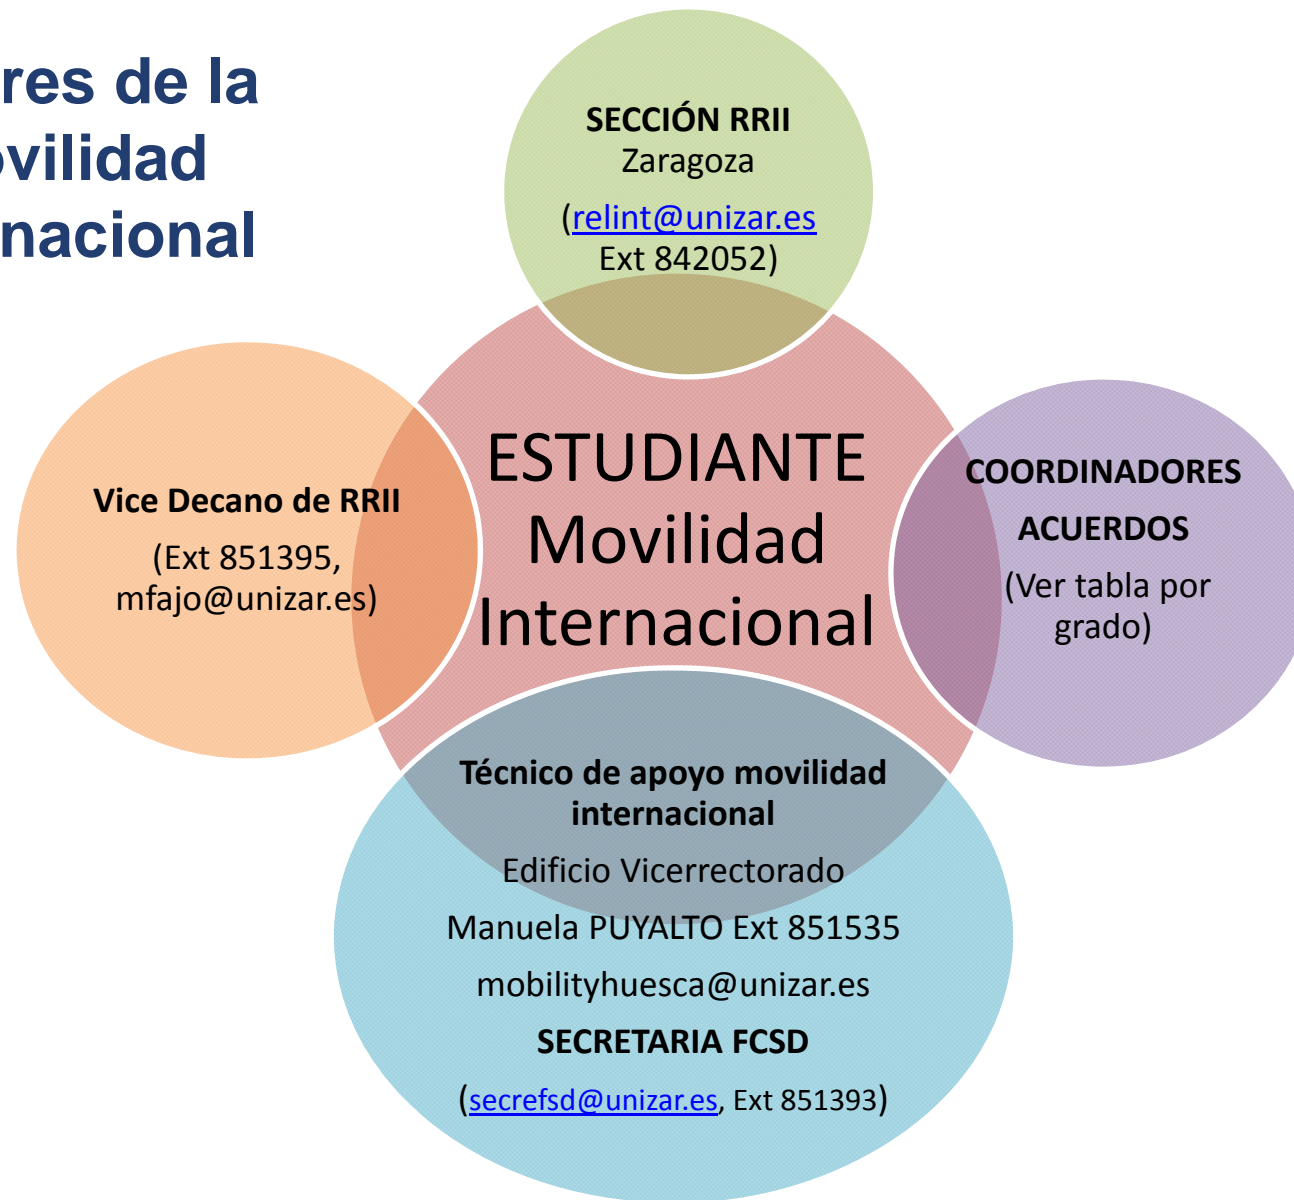 res de la
ovilidad
rnacional
SECCIÓN RRII
Zaragoza
(relint@unizar.es
Ext 842052)
Vice Decano de RRII
(Ext 851395,
mfajo@unizar.es)
ESTUDIANTE
Movilidad
Internacional
COORDINADORES
ACUERDOS
(Ver tabla por
grado)
Técnico de apoyo movilidad
internacional
Edificio Vicerrectorado
Manuela PUYALTO Ext 851535
mobilityhuesca@unizar.es
SECRETARIA FCSD
(secrefsd@unizar.es, Ext 851393)